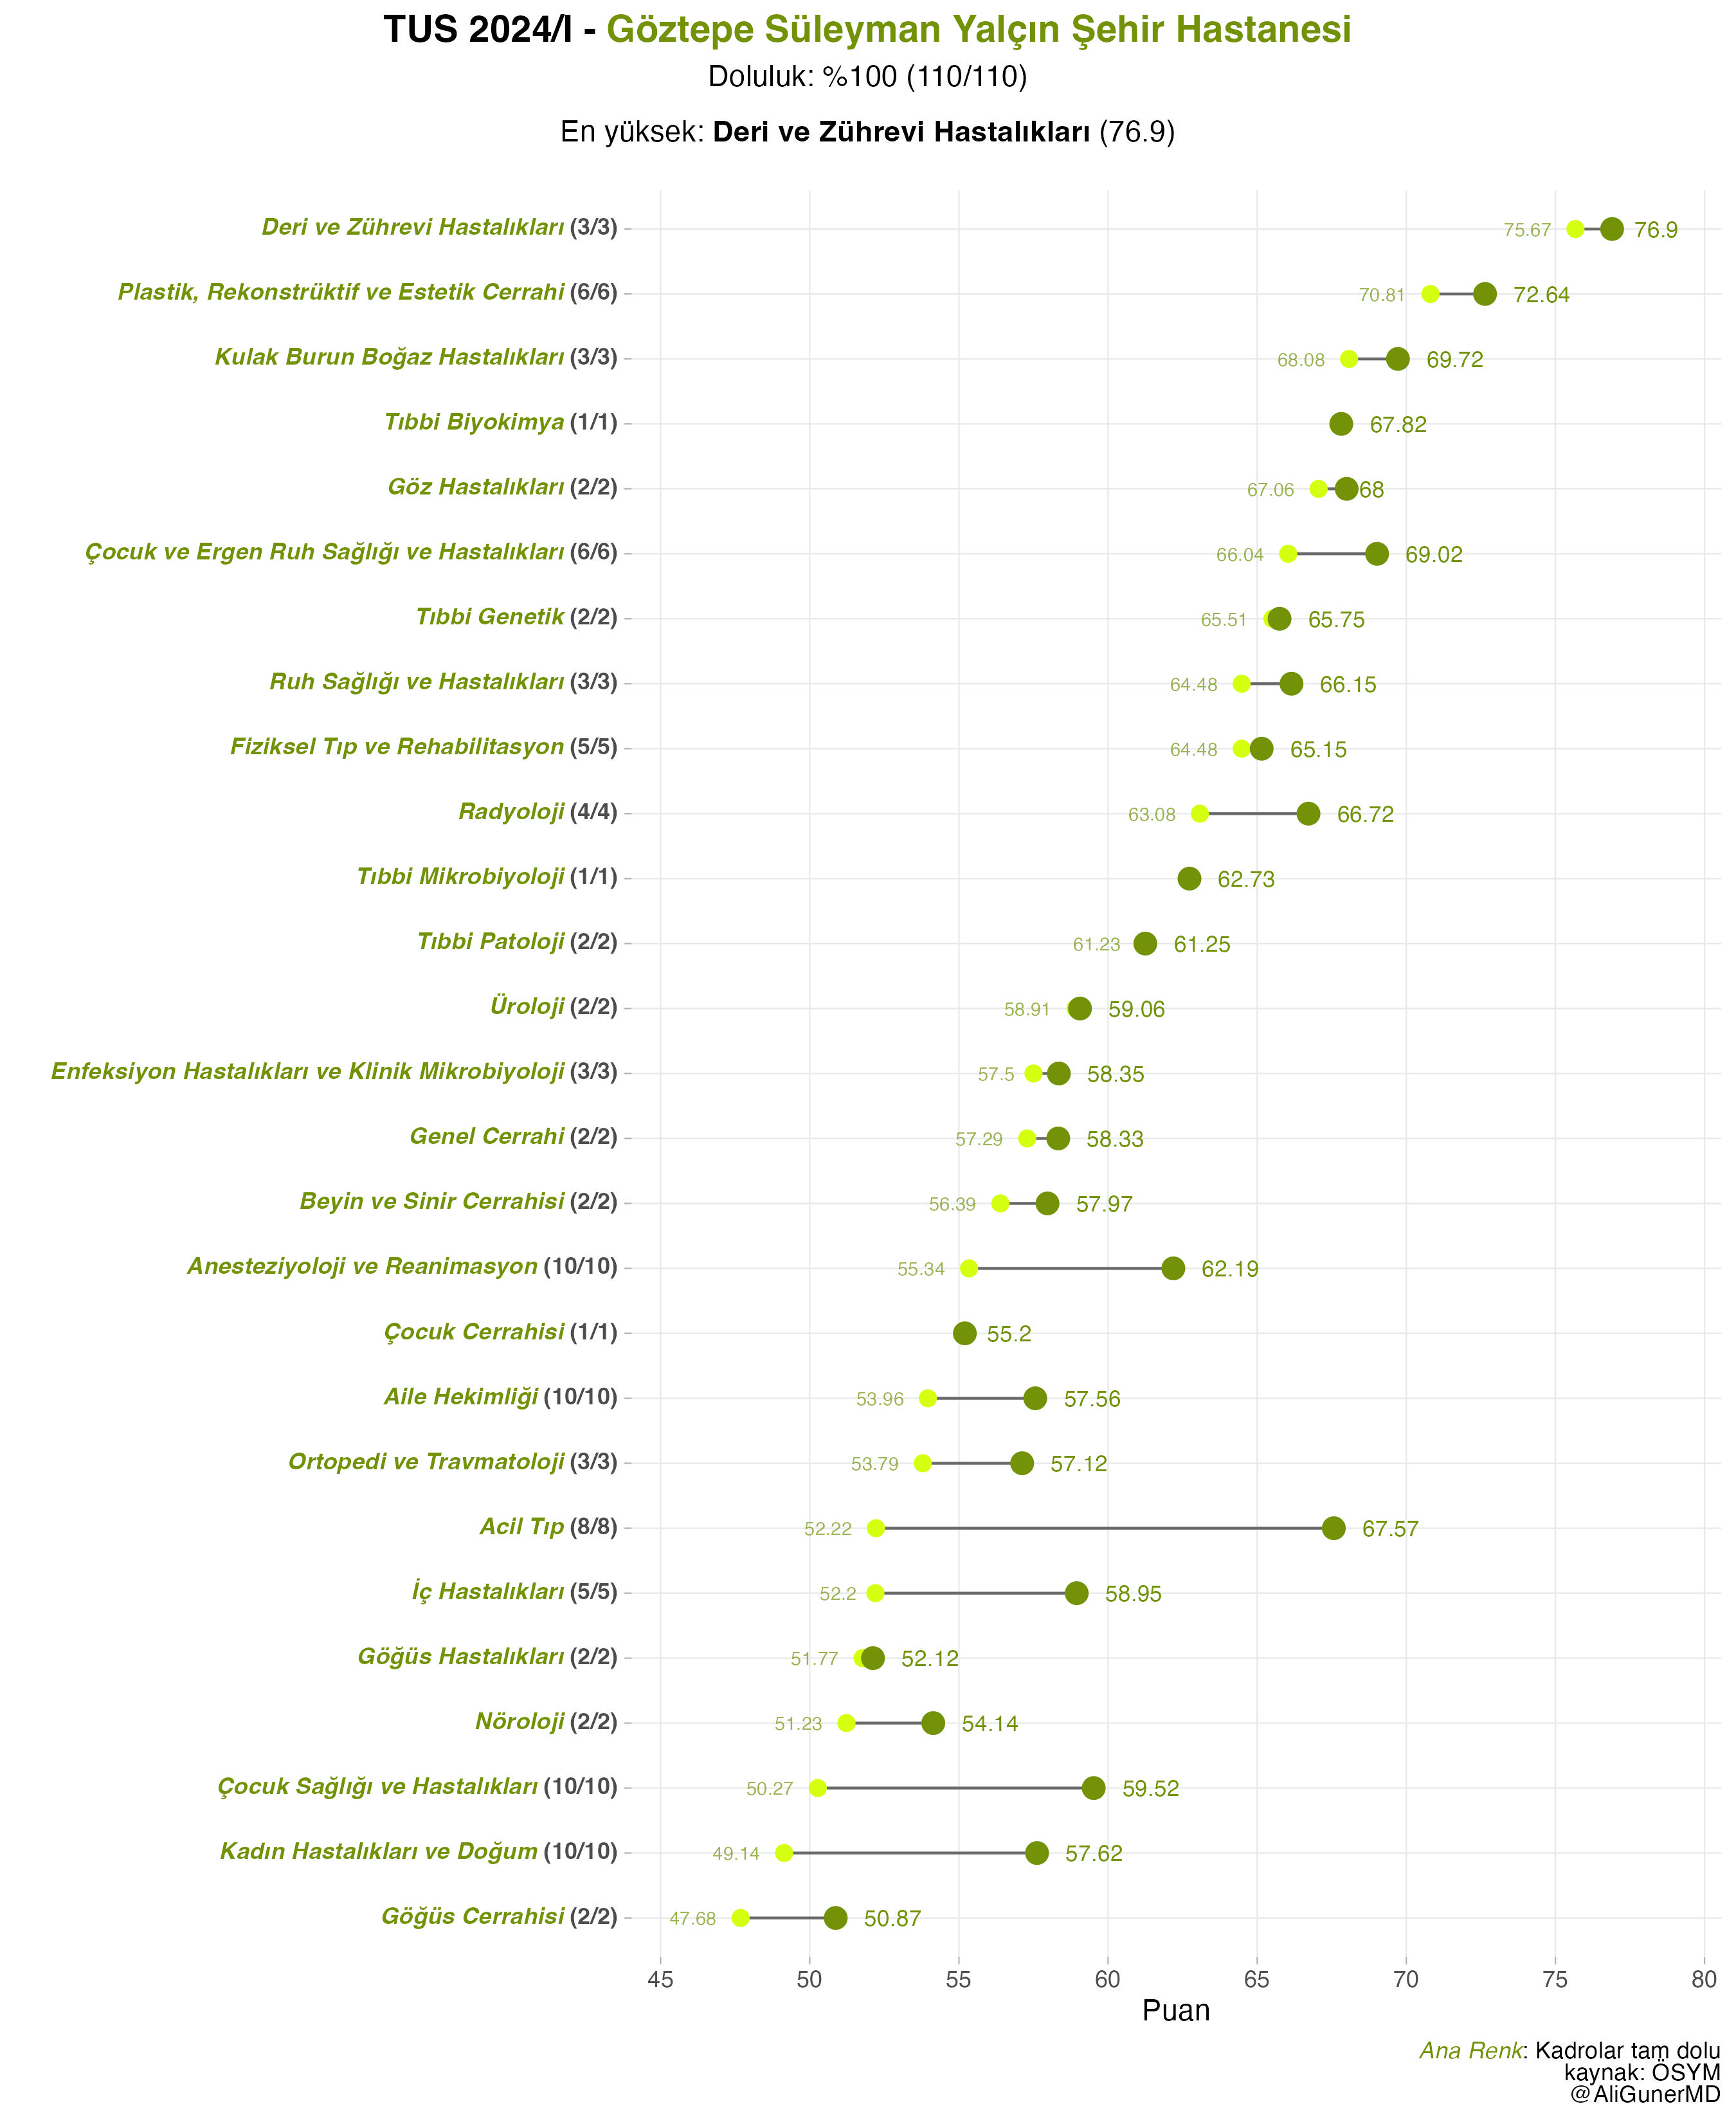 TUS 2024/I - Göztepe Süleyman Yalçın Şehir Hastanesi
Doluluk: %100 (110/110)
En yüksek: Deri ve Zührevi Hastalıkları (76.9)
Deri ve Zührevi Hastalıkları (3/3) 75.67 76.9
Plastik, Rekonstrüktif ve Estetik Cerrahi (6/6) 70.81 72.64
Kulak Burun Boğaz Hastalıkları (3/3) 68.08 69.72
Tıbbi Biyokimya (1/1) 67.82
Göz Hastalıkları (2/2) 67.06 68
Çocuk ve Ergen Ruh Sağlığı ve Hastalıkları (6/6) 66.04 69.02
Tıbbi Genetik (2/2) 65.51 65.75
Ruh Sağlığı ve Hastalıkları (3/3) 64.48 66.15
Fiziksel Tıp ve Rehabilitasyon (5/5) 64.48 65.15
Radyoloji (4/4) 63.08 66.72
Tıbbi Mikrobiyoloji (1/1) 62.73
Tıbbi Patoloji (2/2) 61.23 61.25
Üroloji (2/2) 58.91 59.06
Enfeksiyon Hastalıkları ve Klinik Mikrobiyoloji (3/3) 57.5 58.35
Genel Cerrahi (2/2) 57.29 58.33
Beyin ve Sinir Cerrahisi (2/2) 56.39 57.97
Anesteziyoloji ve Reanimasyon (10/10) 55.34 62.19
Çocuk Cerrahisi (1/1) 55.2
Aile Hekimliği (10/10) 53.96 57.56
Ortopedi ve Travmatoloji (3/3) 53.79 57.12
Acil Tıp (8/8) 52.22 67.57
İç Hastalıkları (5/5) 52.2 58.95
Göğüs Hastalıkları (2/2) 51.77 52.12
Nöroloji (2/2) 51.23 54.14
Çocuk Sağlığı ve Hastalıkları (10/10) 50.27 59.52
Kadın Hastalıkları ve Doğum (10/10) 49.14 57.62
Göğüs Cerrahisi (2/2) 47.68 50.87
45 50 55 60 65 70 75 80
Puan
Ana Renk: Kadrolar tam dolu
kaynak: ÖSYM
@AliGunerMD